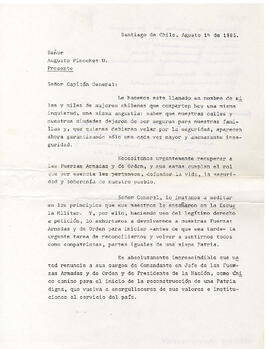 Santiago de Chile, Agosto 14 de 1985.
Señor
Augusto Pinochet U.
Presente
Señor Capitán General:
Le hacemos este llamado en nombre de mi
les y miles de mujeres chilenas que comparten hoy una misma
inquietud, una misma angustia: saber que nuestras calles y
nuestras ciudades dejaron de ser seguras para nuestras fami-
lias y, que quienes debieran velar por la seguridad, aparecen
ahora garantizando sólo una cada vez mayor y amenazante inse-
guridad.
Necesitamos urgentemente recuperar a
las Fuerzas Armadas y de Orden, y que estas cumplan el rol que
por esencia les pertenece, defender la vida, la seguri-
dad y soberanía de nuestro pueblo.
Señor General, lo instamos a meditar
en los principios que sus maestros le enseñaron en la Escue
la Militar. Y, por ello, haciendo uso del legítimo derecho
a petición, lo exhortamos a devolvernos a nuestras Fuerzas
Armadas y de Orden para iniciar -antes de que sea tarde- la
urgente tarea de reconciliarnos y volver a sentirnos todos
como compatriotas, partes iguales de una misma Patria.
Es absolutamente imprescindible que us
ted renuncie a sus cargos de Comandante en Jefe de las Fuer
zas Armadas y de Orden y de Presidente de la Nación, como úni
co camino para el inicio de la reconstrucción de una Patria
digna, que vuelva a enorgullecernos de sus valores e institu-
ciones al servicio del país.